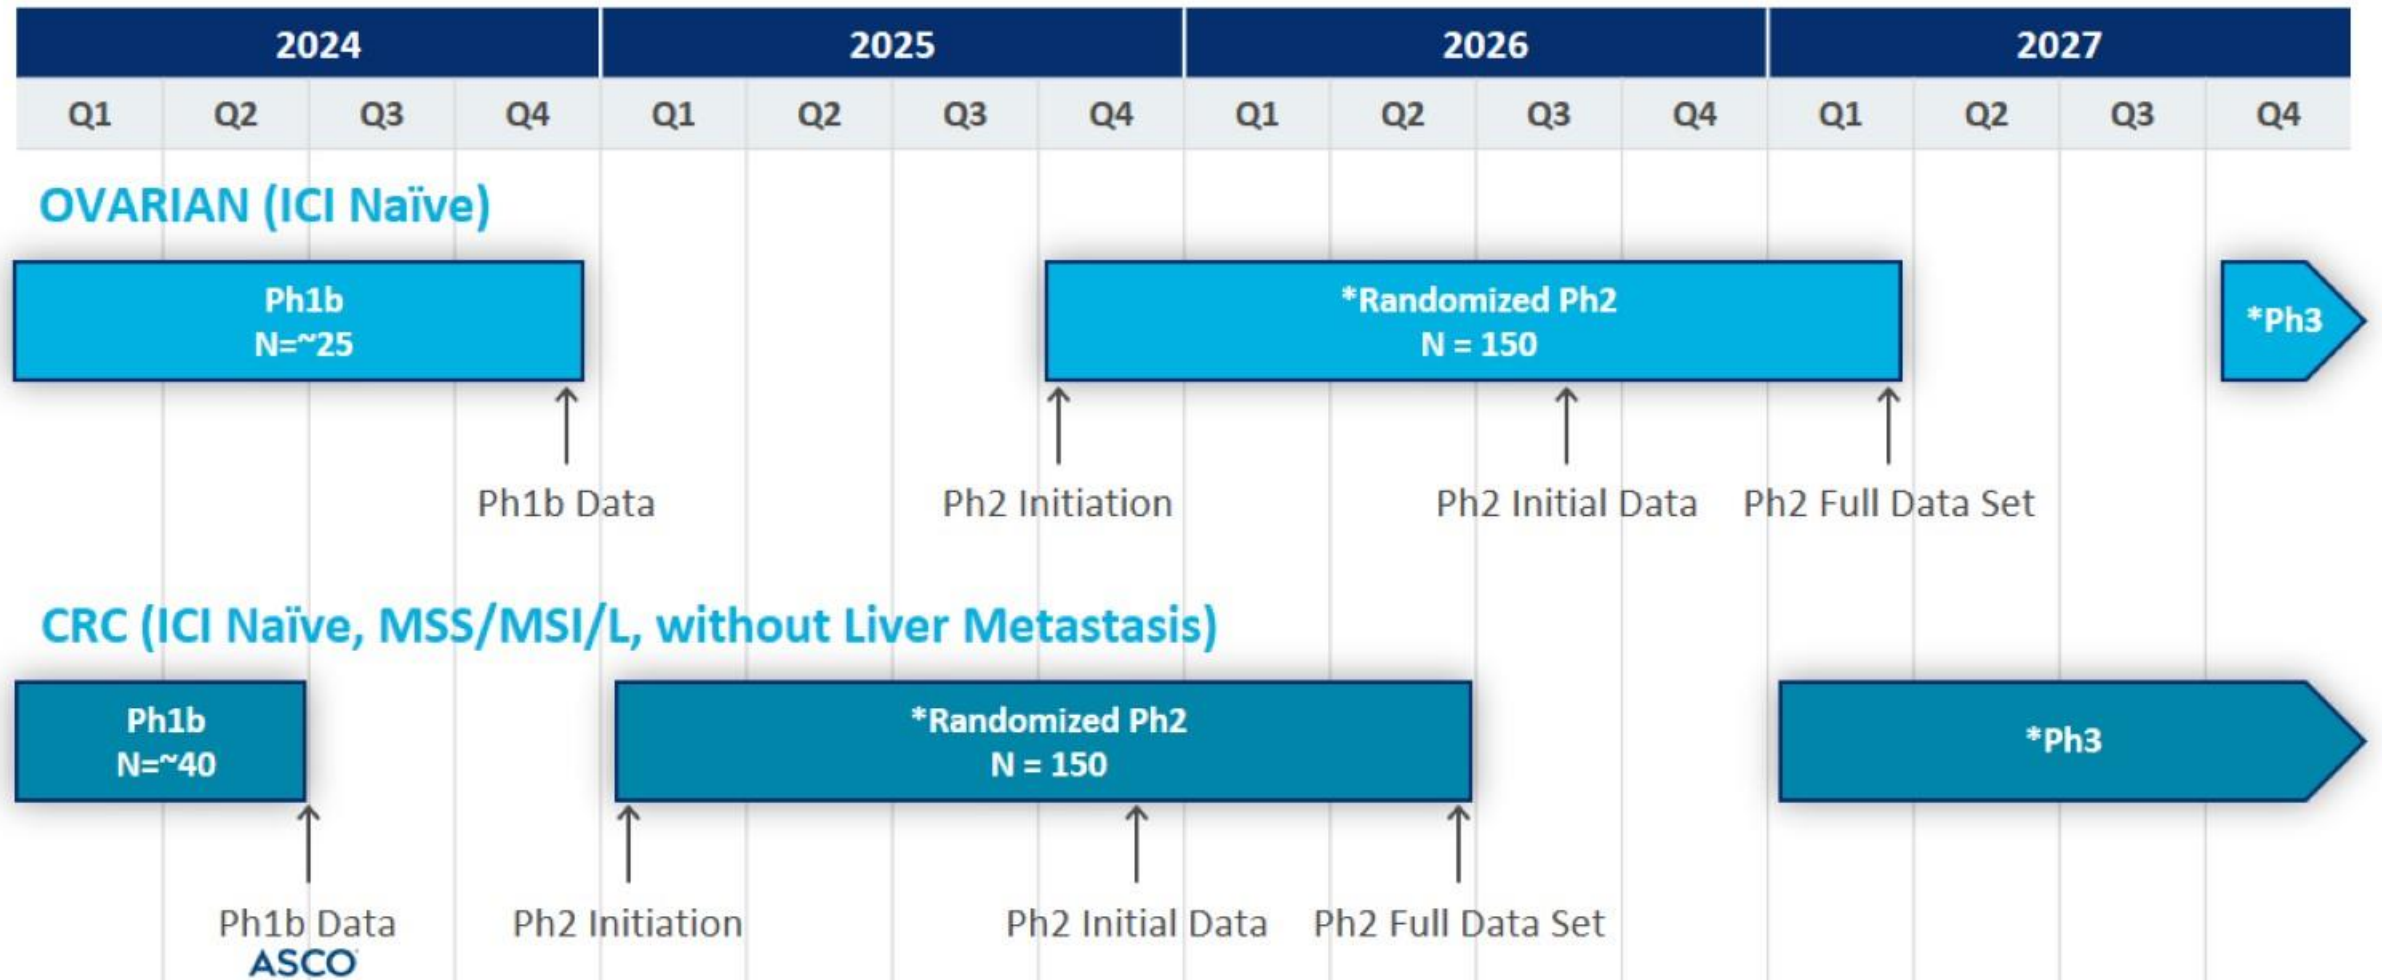 2024 2025 2026 2027
Q1 Q2 Q3 Q4 Q1 Q2 Q3 Q4 Q1 Q2 Q3 Q4 Q1 Q2 Q3 Q4
OVARIAN (ICI Naïve)
Ph1b
N=~25
*Randomized Ph2
N = 150
*Ph3
Ph1b Data
Ph2 Initiation
Ph2 Initial Data
Ph2 Full Data Set
CRC (ICI Naïve, MSS/MSI/L, without Liver Metastasis)
Ph1b
N=~40
*Randomized Ph2
N = 150
*Ph3
Ph1b Data
ASCO
Ph2 Initiation
Ph2 Initial Data
Ph2 Full Data Set